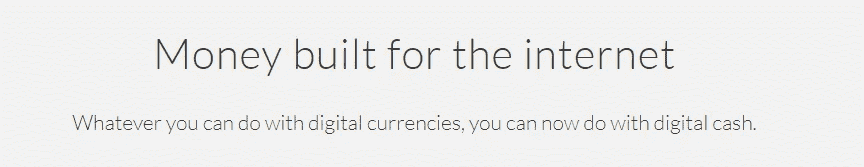 Money built for the internet
Whatever you can do with digital currencies, you can now do with digital cash.